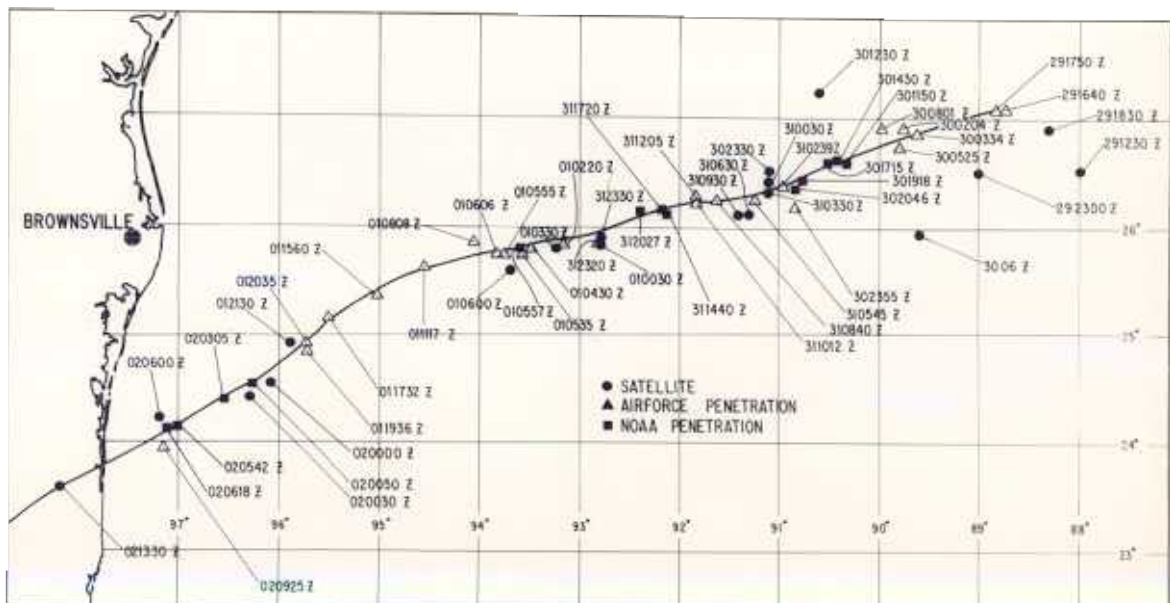 301230 Z
301430 Z
301150 Z
300801 Z
300204 Z
300334 Z
300525 Z
291750 Z
291640 Z
291830 Z
291230 Z
292300 Z
311720 Z
311205 Z
302330 Z
310630 Z
310930 Z
310030 Z
310239 Z
301715 Z
301918 Z
302046 Z
310330 Z
3006 Z
010220 Z
010555 Z
010606 Z
010808 Z
010330 Z
312330 Z
312027 Z
312320 Z
010030 Z
010430 Z
010535 Z
010557 Z
010600 Z
311440 Z
302355 Z
310545 Z
310840 Z
311012 Z
BROWNSVILLE
26°
011560 Z
012035 Z
012130 Z
020305 Z
020600 Z
011117 Z
25°
011732 Z
011936 Z
020000 Z
020050 Z
020030 Z
SATELLITE
AIRFORCE PENETRATION
NOAA PENETRATION
24°
020542 Z
020618 Z
97° 96° 95° 94° 93° 92° 91° 90° 89° 88°
021330 Z
23°
020925 Z